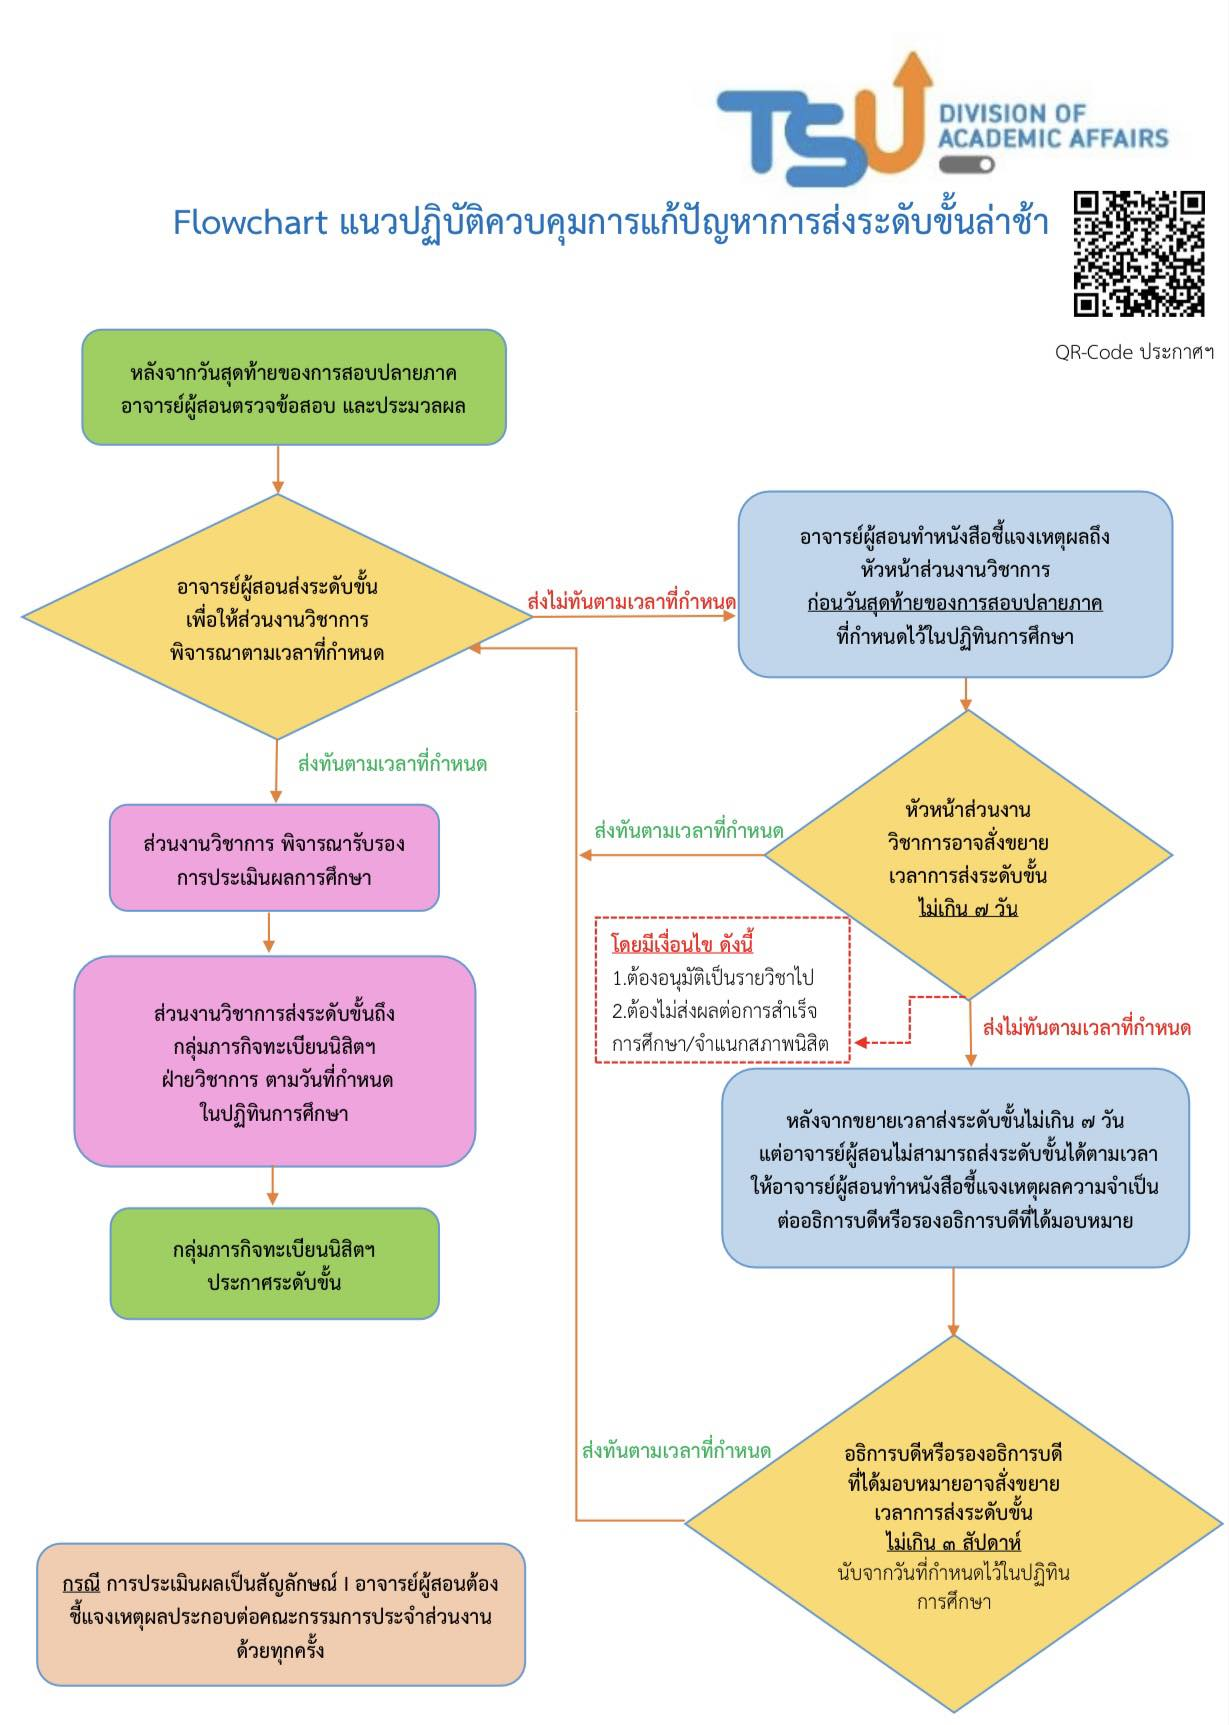 TSU
DIVISION OF
ACADEMIC AFFAIRS
Flowchart แนวปฏิบัติควบคุมการแก้ปัญหาการส่งระดับขั้นล่าช้า
QR-Code ประกาศฯ
หลังจากวันสุดท้ายของการสอบปลายภาค
อาจารย์ผู้สอนตรวจข้อสอบ และประมวลผล
อาจารย์ผู้สอนส่งระดับขั้น
เพื่อให้ส่วนงานวิชาการ
พิจารณาตามเวลาที่กำหนด
ส่งไม่ทันตามเวลาที่กำหนด
อาจารย์ผู้สอนทำหนังสือชี้แจงเหตุผลถึง
หัวหน้าส่วนงานวิชาการ
ก่อนวันสุดท้ายของการสอบปลายภาค
ที่กำหนดไว้ในปฏิทินการศึกษา
ส่งทันตามเวลาที่กำหนด
ส่วนงานวิชาการ พิจารณารับรอง
การประเมินผลการศึกษา
ส่วนงานวิชาการส่งระดับขั้นถึง
กลุ่มภารกิจทะเบียนนิสิตฯ
ฝ่ายวิชาการ ตามวันที่กำหนด
ในปฏิทินการศึกษา
กลุ่มภารกิจทะเบียนนิสิตฯ
ประกาศระดับขั้น
หัวหน้าส่วนงาน
วิชาการอาจสั่งขยาย
เวลาการส่งระดับขั้น
ไม่เกิน ๗ วัน
ส่งทันตามเวลาที่กำหนด
โดยมีเงื่อนไข ดังนี้
1.ต้องอนุมัติเป็นรายวิชาไป
2.ต้องไม่ส่งผลต่อการสำเร็จ
การศึกษา/จำแนกสภาพนิสิต
ส่งไม่ทันตามเวลาที่กำหนด
หลังจากขยายเวลาส่งระดับขั้นไม่เกิน ๗ วัน
แต่อาจารย์ผู้สอนไม่สามารถส่งระดับขั้นได้ตามเวลา
ให้อาจารย์ผู้สอนทำหนังสือชี้แจงเหตุผลความจำเป็น
ต่ออธิการบดีหรือรองอธิการบดีที่ได้มอบหมาย
ส่งทันตามเวลาที่กำหนด
อธิการบดีหรือรองอธิการบดี
ที่ได้มอบหมายอาจสั่งขยาย
เวลาการส่งระดับขั้น
ไม่เกิน ๓ สัปดาห์
นับจากวันที่กำหนดไว้ในปฏิทิน
การศึกษา
กรณี การประเมินผลเป็นสัญลักษณ์ I อาจารย์ผู้สอนต้อง
ชี้แจงเหตุผลประกอบต่อคณะกรรมการประจำส่วนงาน
ด้วยทุกครั้ง